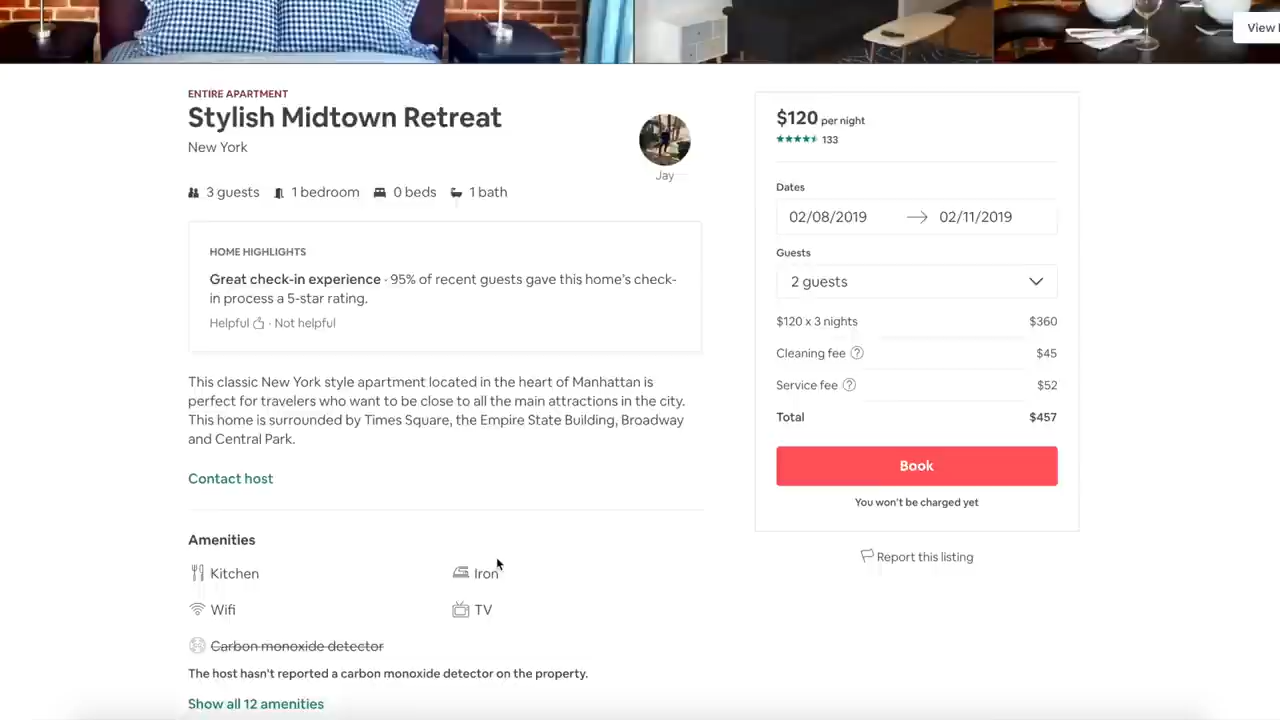 View
ENTIRE APARTMENT
Stylish Midtown Retreat
New York
Jay
3 guests 1 bedroom 0 beds 1 bath
HOME HIGHLIGHTS
Great check-in experience · 95% of recent guests gave this home's check-
in process a 5-star rating.
Helpful · Not helpful
This classic New York style apartment located in the heart of Manhattan is
perfect for travelers who want to be close to all the main attractions in the city.
This home is surrounded by Times Square, the Empire State Building, Broadway
and Central Park.
Contact host
Amenities
Kitchen Iron
Wifi TV
Carbon monoxide detector
The host hasn't reported a carbon monoxide detector on the property.
Show all 12 amenities
$120 per night
133
Dates
02/08/2019 → 02/11/2019
Guests
2 guests
$120 x 3 nights $360
Cleaning fee $45
Service fee $52
Total $457
Book
You won't be charged yet
Report this listing